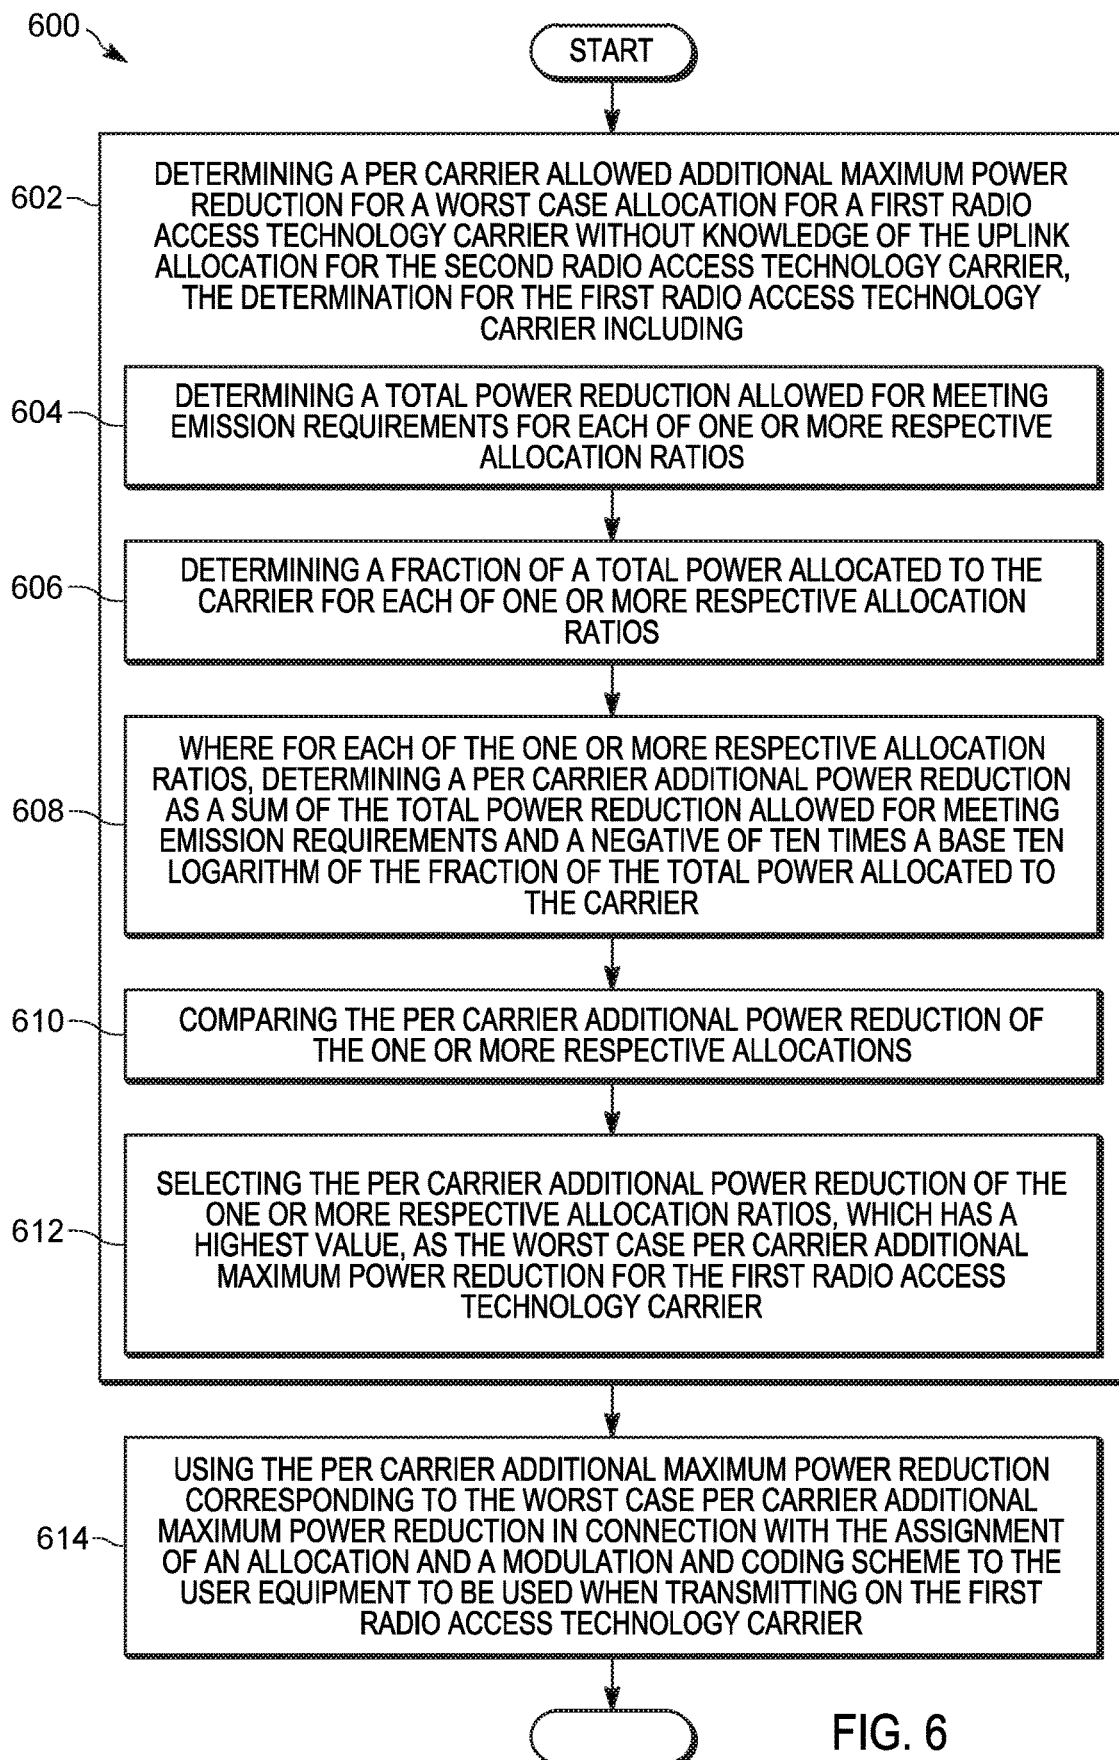 600
START
602
DETERMINING A PER CARRIER ALLOWED ADDITIONAL MAXIMUM POWER
REDUCTION FOR A WORST CASE ALLOCATION FOR A FIRST RADIO
ACCESS TECHNOLOGY CARRIER WITHOUT KNOWLEDGE OF THE UPLINK
ALLOCATION FOR THE SECOND RADIO ACCESS TECHNOLOGY CARRIER,
THE DETERMINATION FOR THE FIRST RADIO ACCESS TECHNOLOGY
CARRIER INCLUDING
604
DETERMINING A TOTAL POWER REDUCTION ALLOWED FOR MEETING
EMISSION REQUIREMENTS FOR EACH OF ONE OR MORE RESPECTIVE
ALLOCATION RATIOS
606
DETERMINING A FRACTION OF A TOTAL POWER ALLOCATED TO THE
CARRIER FOR EACH OF ONE OR MORE RESPECTIVE ALLOCATION
RATIOS
608
WHERE FOR EACH OF THE ONE OR MORE RESPECTIVE ALLOCATION
RATIOS, DETERMINING A PER CARRIER ADDITIONAL POWER REDUCTION
AS A SUM OF THE TOTAL POWER REDUCTION ALLOWED FOR MEETING
EMISSION REQUIREMENTS AND A NEGATIVE OF TEN TIMES A BASE TEN
LOGARITHM OF THE FRACTION OF THE TOTAL POWER ALLOCATED TO
THE CARRIER
610
COMPARING THE PER CARRIER ADDITIONAL POWER REDUCTION OF
THE ONE OR MORE RESPECTIVE ALLOCATIONS
612
SELECTING THE PER CARRIER ADDITIONAL POWER REDUCTION OF THE
ONE OR MORE RESPECTIVE ALLOCATION RATIOS, WHICH HAS A
HIGHEST VALUE, AS THE WORST CASE PER CARRIER ADDITIONAL
MAXIMUM POWER REDUCTION FOR THE FIRST RADIO ACCESS
TECHNOLOGY CARRIER
614
USING THE PER CARRIER ADDITIONAL MAXIMUM POWER REDUCTION
CORRESPONDING TO THE WORST CASE PER CARRIER ADDITIONAL
MAXIMUM POWER REDUCTION IN CONNECTION WITH THE ASSIGNMENT
OF AN ALLOCATION AND A MODULATION AND CODING SCHEME TO THE
USER EQUIPMENT TO BE USED WHEN TRANSMITTING ON THE FIRST
RADIO ACCESS TECHNOLOGY CARRIER
FIG. 6